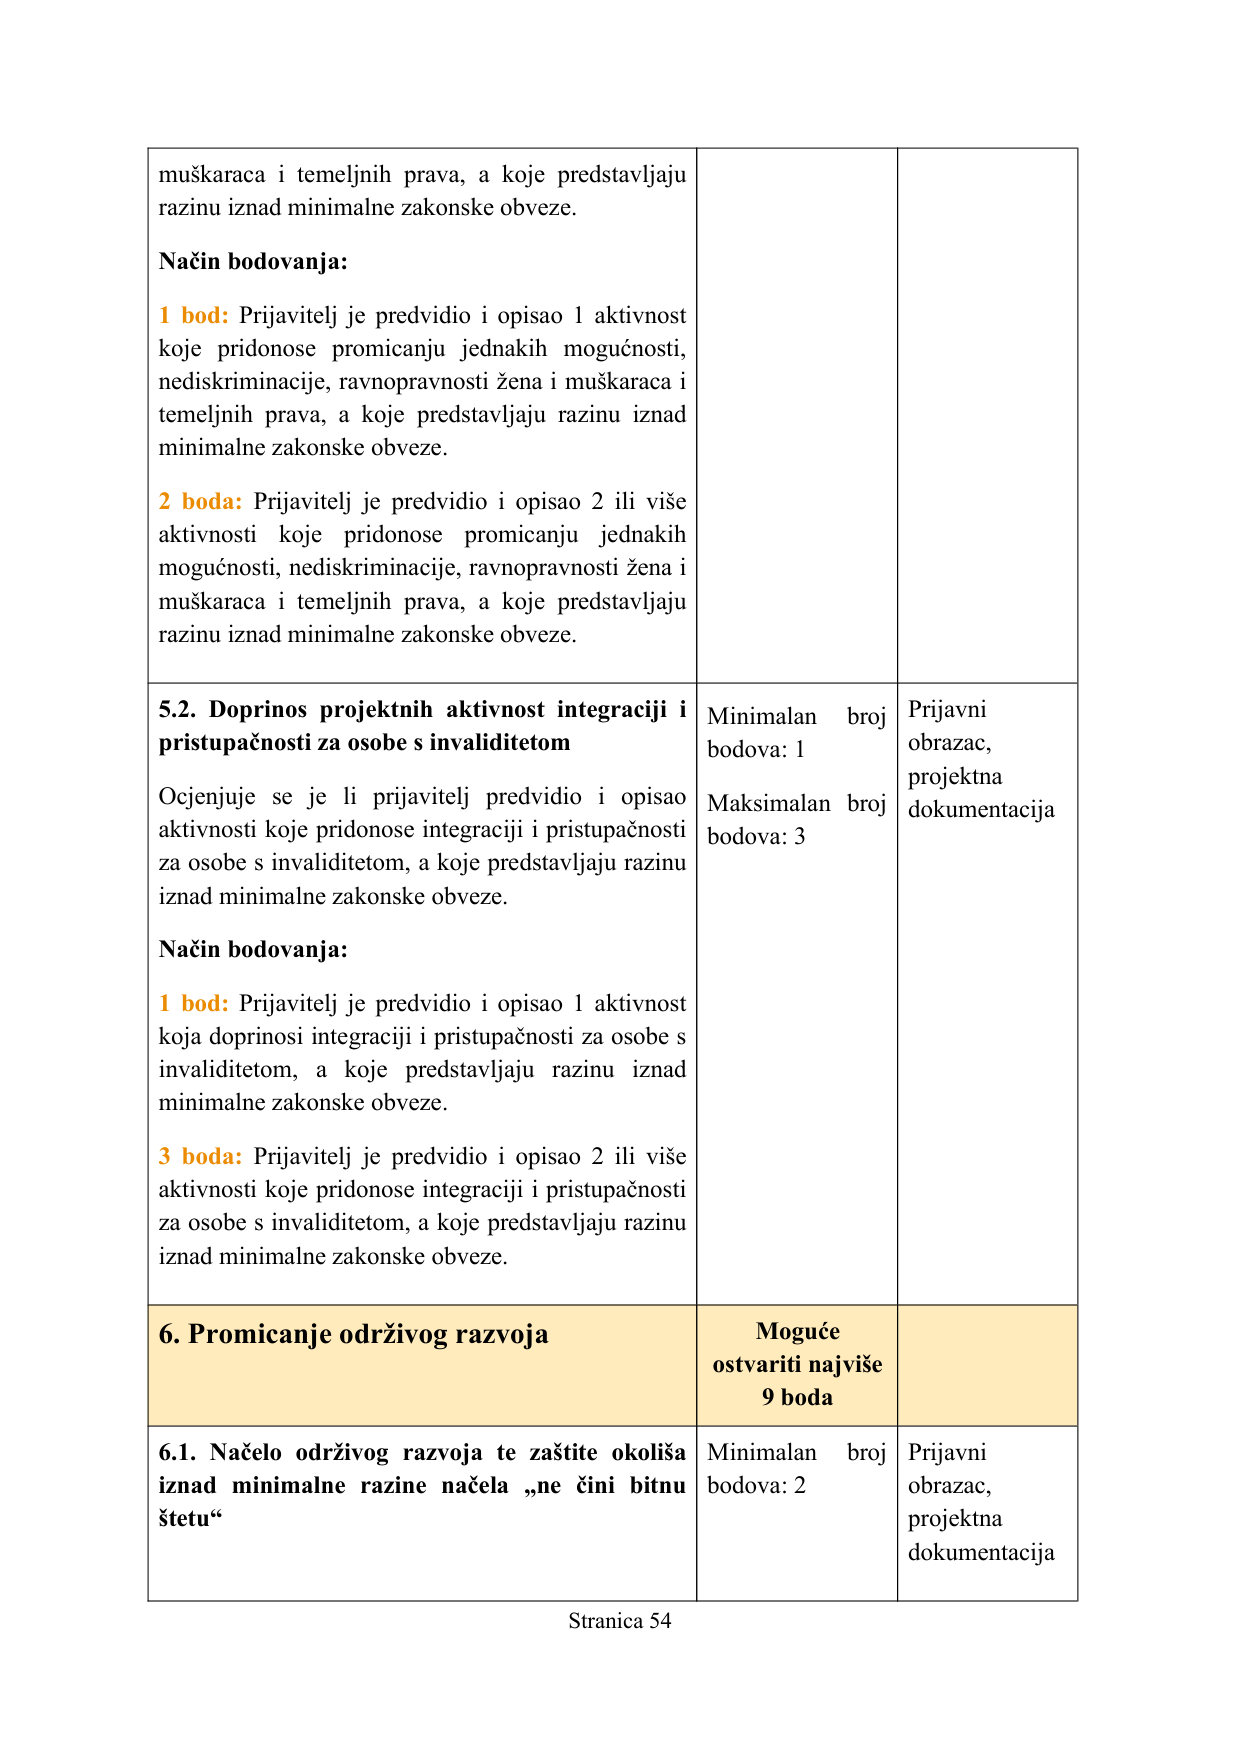 muškaraca i temeljnih prava, a koje predstavljaju
razinu iznad minimalne zakonske obveze.
Način bodovanja:
1 bod: Prijavitelj je predvidio i opisao 1 aktivnost
koje pridonose promicanju jednakih mogućnosti,
nediskriminacije, ravnopravnosti žena i muškaraca i
temeljnih prava, a koje predstavljaju razinu iznad
minimalne zakonske obveze.
2 boda: Prijavitelj je predvidio i opisao 2 ili više
aktivnosti koje pridonose promicanju jednakih
mogućnosti, nediskriminacije, ravnopravnosti žena i
muškaraca i temeljnih prava, a koje predstavljaju
razinu iznad minimalne zakonske obveze.
5.2. Doprinos projektnih aktivnost integraciji i
pristupačnosti za osobe s invaliditetom
Ocjenjuje se je li prijavitelj predvidio i opisao
aktivnosti koje pridonose integraciji i pristupačnosti
za osobe s invaliditetom, a koje predstavljaju razinu
iznad minimalne zakonske obveze.
Način bodovanja:
1 bod: Prijavitelj je predvidio i opisao 1 aktivnost
koja doprinosi integraciji i pristupačnosti za osobe s
invaliditetom, a koje predstavljaju razinu iznad
minimalne zakonske obveze.
3 boda: Prijavitelj je predvidio i opisao 2 ili više
aktivnosti koje pridonose integraciji i pristupačnosti
za osobe s invaliditetom, a koje predstavljaju razinu
iznad minimalne zakonske obveze.
Minimalan broj
bodova: 1
Maksimalan broj
bodova: 3
Prijavni
obrazac,
projektna
dokumentacija
6. Promicanje održivog razvoja
Moguće
ostvariti najviše
9 boda
6.1. Načelo održivog razvoja te zaštite okoliša
iznad minimalne razine načela „ne čini bitnu
štetu“
Minimalan broj
bodova: 2
Prijavni
obrazac,
projektna
dokumentacija
Stranica 54